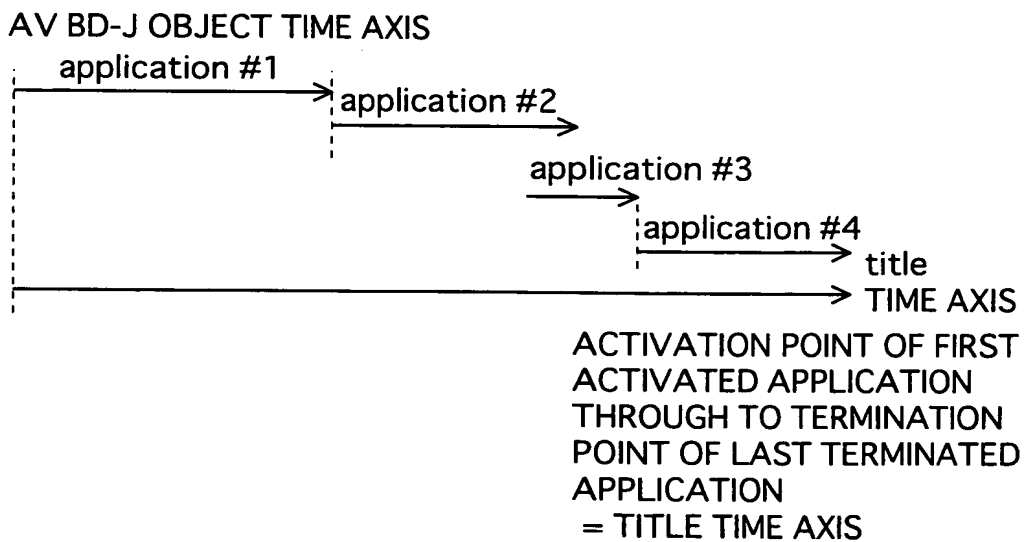 AV BD-J OBJECT TIME AXIS
application #1
application #2
application #3
application #4
title
TIME AXIS
ACTIVATION POINT OF FIRST
ACTIVATED APPLICATION
THROUGH TO TERMINATION
POINT OF LAST TERMINATED
APPLICATION
= TITLE TIME AXIS